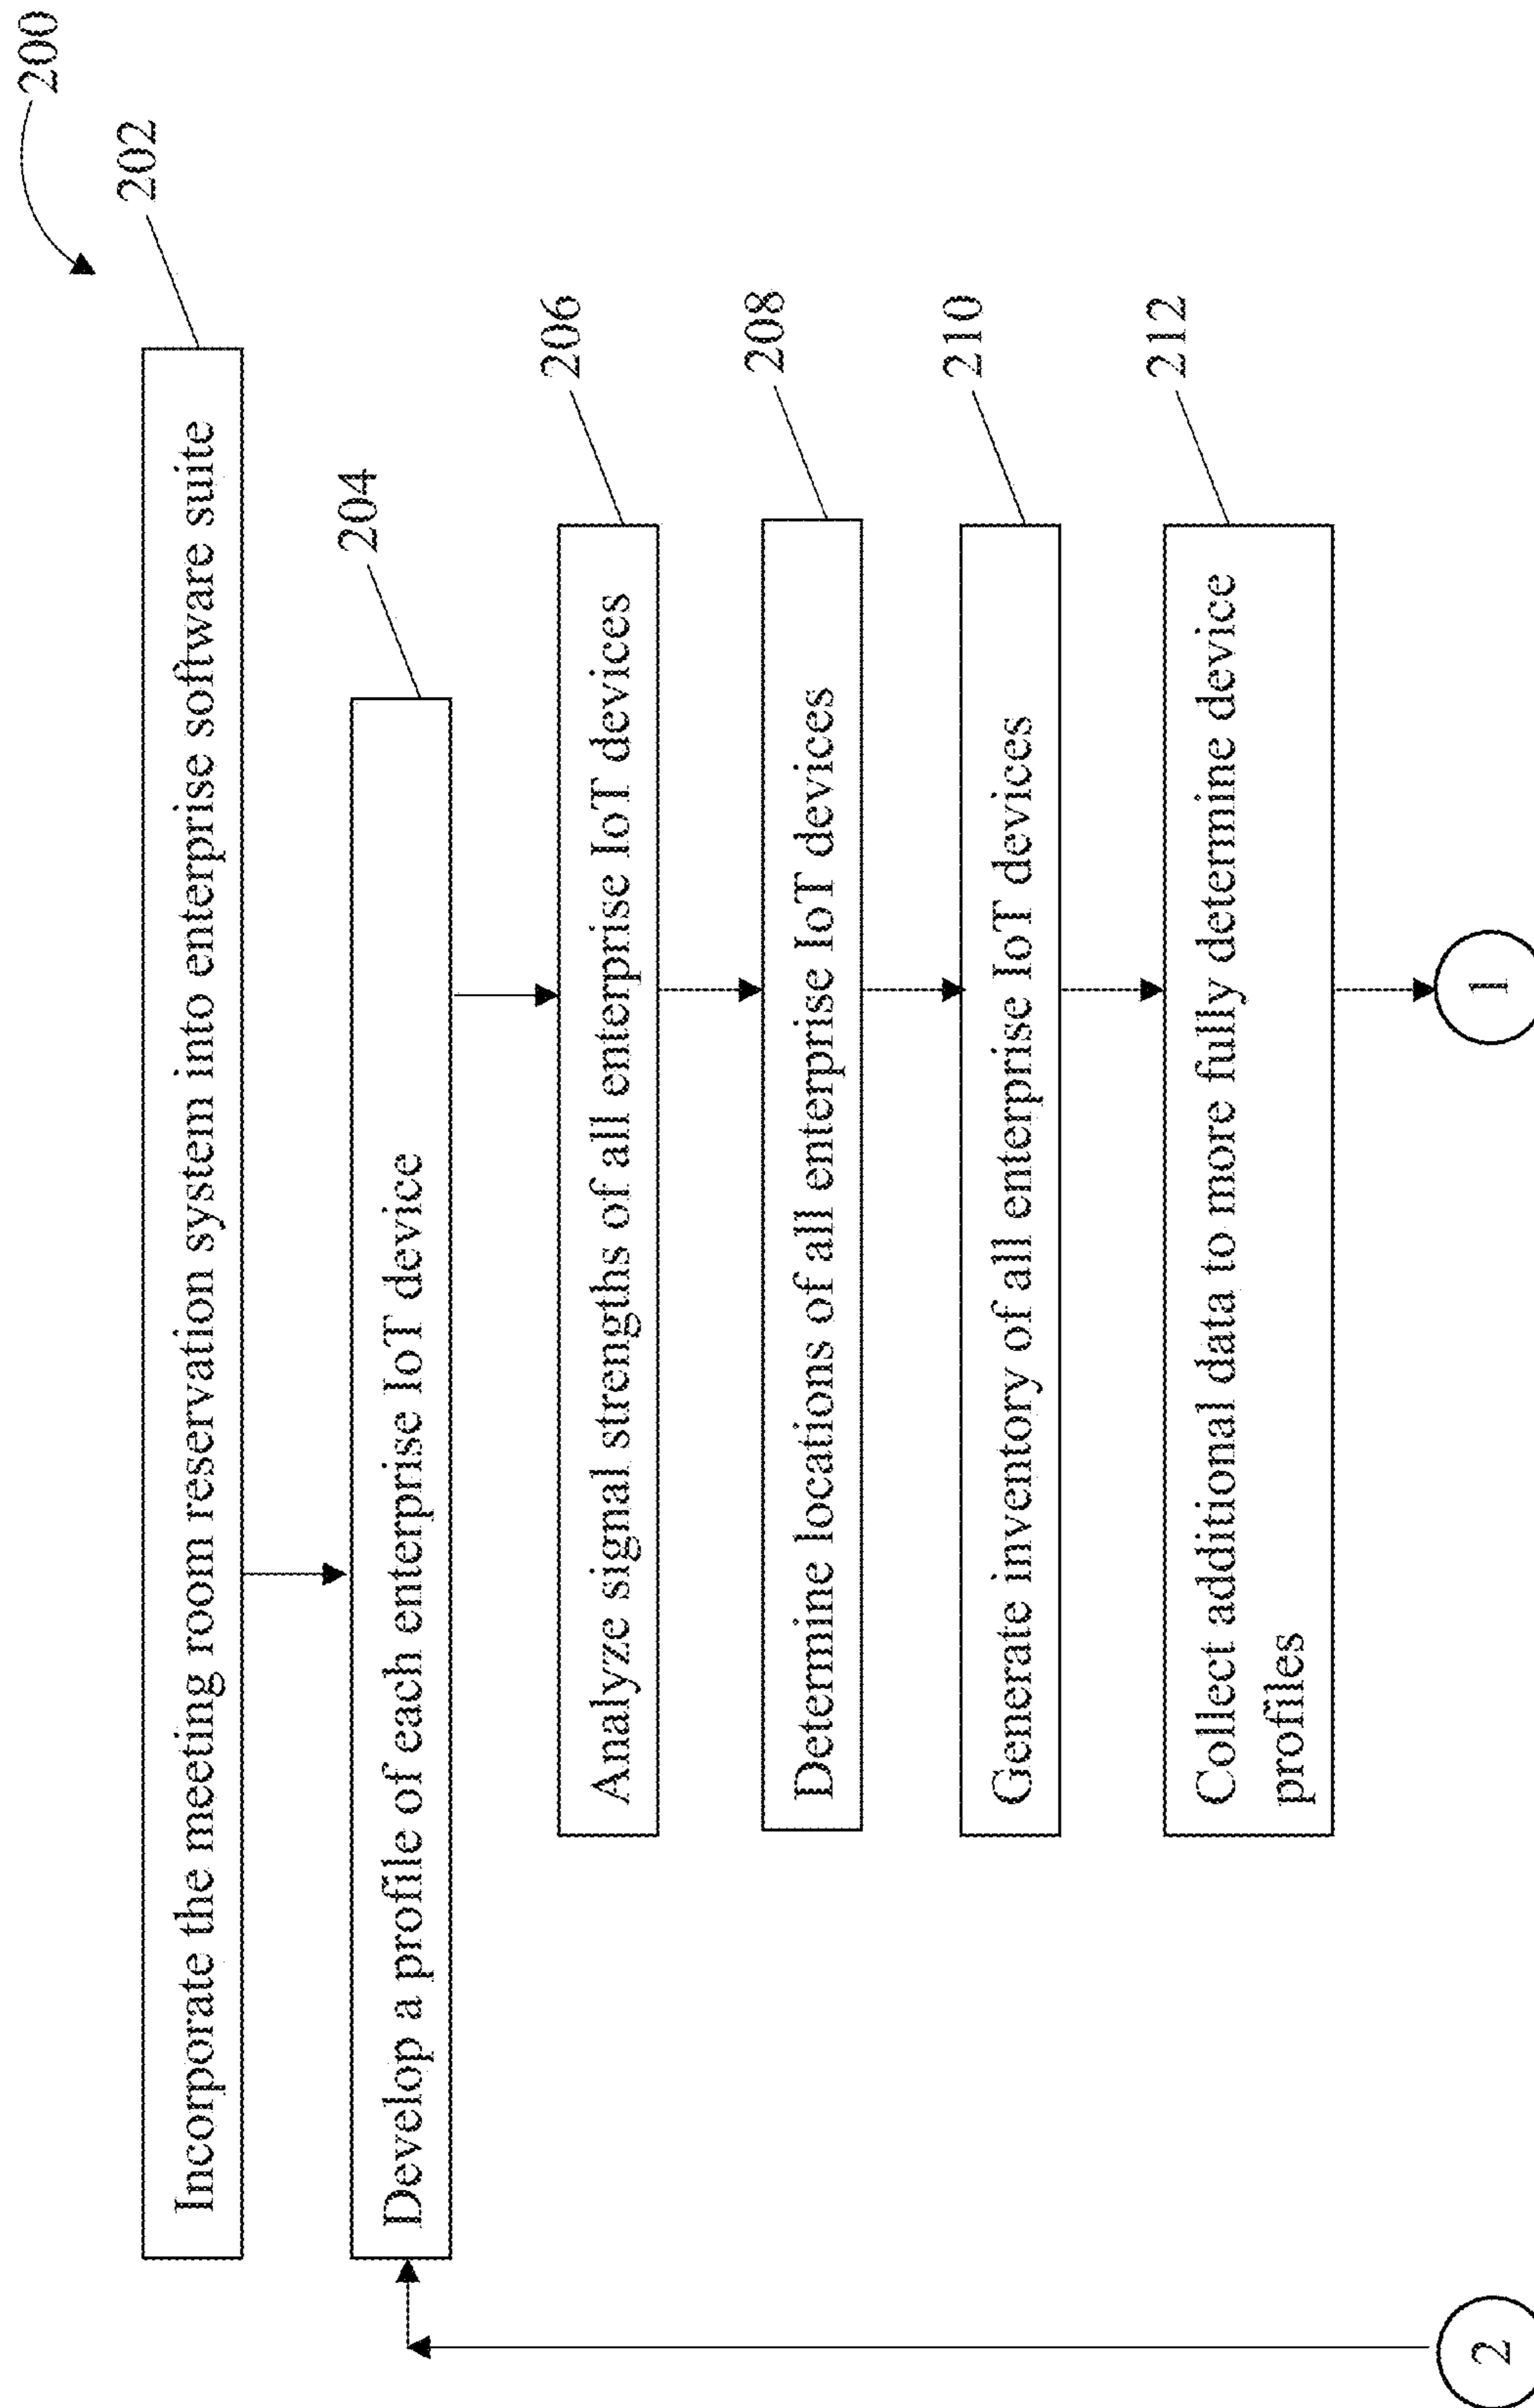 200
202
Incorporate the meeting room reservation system into enterprise software suite
204
Develop a profile of each enterprise IoT device
206
Analyze signal strengths of all enterprise IoT devices
208
Determine locations of all enterprise IoT devices
210
Generate inventory of all enterprise IoT devices
212
Collect additional data to more fully determine device
profiles
2
1